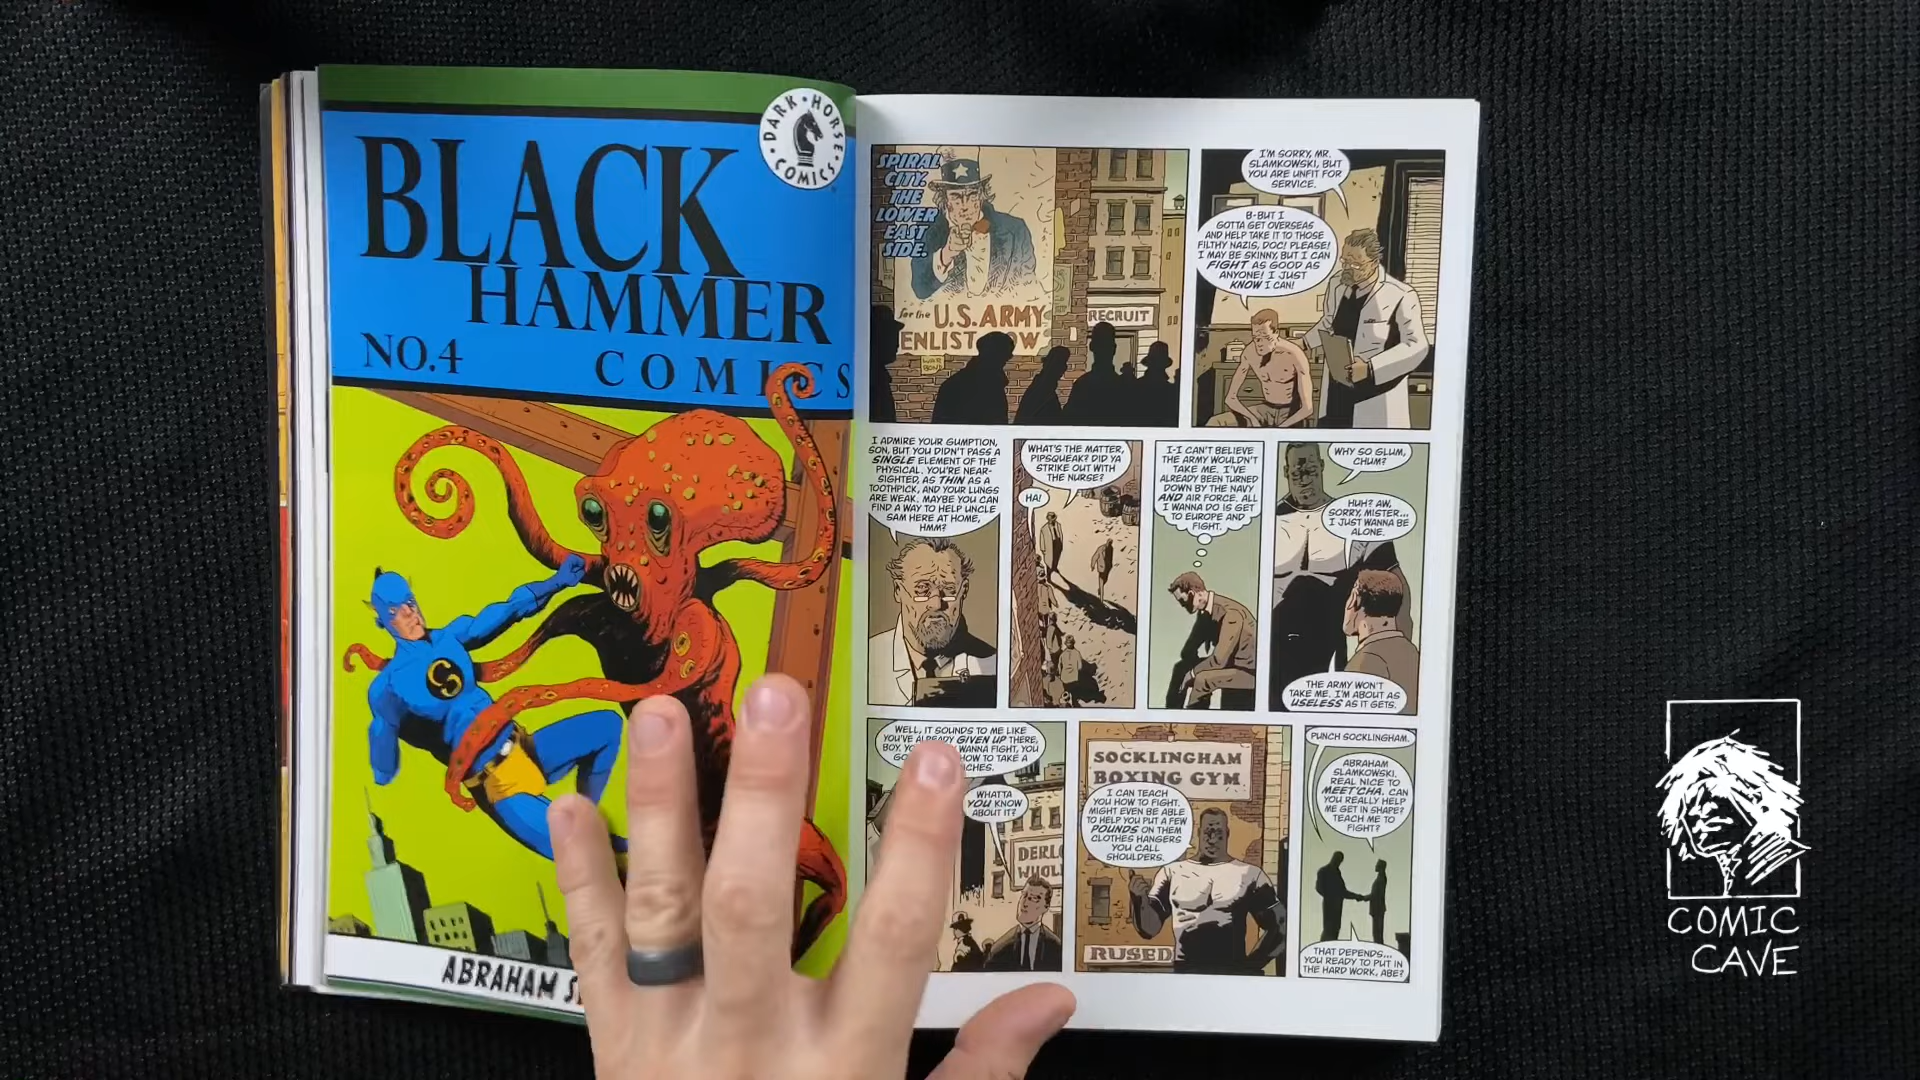 BLACK
HAMMER
NO.4
COMICS
DARK HORSE
COMICS
ABRAHAM
SPIRAL
CITY.
THE
LOWER
EAST
SIDE.
for the U.S. ARMY
ENLIST NOW
RECRUIT
I'M SORRY, MR.
SLAMKOWSKI, BUT
YOU ARE UNFIT FOR
SERVICE.
B-BUT I
GOTTA GET OVERSEAS
AND HELP TAKE IT TO THOSE
FILTHY NAZIS, DOC! PLEASE!
I MAY BE SKINNY, BUT I CAN
FIGHT AS GOOD AS
ANYONE! I JUST
KNOW I CAN!
I ADMIRE YOUR GUMPTION,
SON, BUT YOU DIDN'T PASS A
SINGLE ELEMENT OF THE
PHYSICAL. YOU'RE NEAR-
SIGHTED, AS THIN AS A
TOOTHPICK, AND YOUR LUNGS
ARE WEAK. MAYBE YOU CAN
FIND A WAY TO HELP UNCLE
SAM HERE AT HOME,
HMM?
WHAT'S THE MATTER,
PIPSQUEAK? DID YA
STRIKE OUT WITH
THE NURSE?
HA!
I-I CAN'T BELIEVE
THE ARMY WOULDN'T
TAKE ME. I'VE
ALREADY BEEN TURNED
DOWN BY THE NAVY
AND AIR FORCE. ALL
I WANNA DO IS GET
TO EUROPE AND
FIGHT.
WHY SO GLUM,
CHUM?
HUH? AW,
SORRY, MISTER...
I JUST WANNA BE
ALONE.
THE ARMY WON'T
TAKE ME. I'M ABOUT AS
USELESS AS IT GETS.
WELL, IT SOUNDS TO ME LIKE
YOU'VE ALREADY GIVEN UP THERE,
BOY. WANNA FIGHT, YOU
HOW TO TAKE A
WHATTA
YOU KNOW
ABOUT IT?
SOCKLINGHAM
BOXING GYM
I CAN TEACH
YOU HOW TO FIGHT.
MIGHT EVEN BE ABLE
TO HELP YOU PUT A FEW
POUNDS ON THEM
CLOTHES HANGERS
YOU CALL
SHOULDERS.
RUSED
PUNCH SOCKLINGHAM.
ABRAHAM
SLAMKOWSKI.
REAL NICE TO
MEET'CHA. CAN
YOU REALLY HELP
ME GET IN SHAPE?
TEACH ME TO
FIGHT?
THAT DEPENDS...
YOU READY TO PUT IN
THE HARD WORK, ABE?
COMIC
CAVE